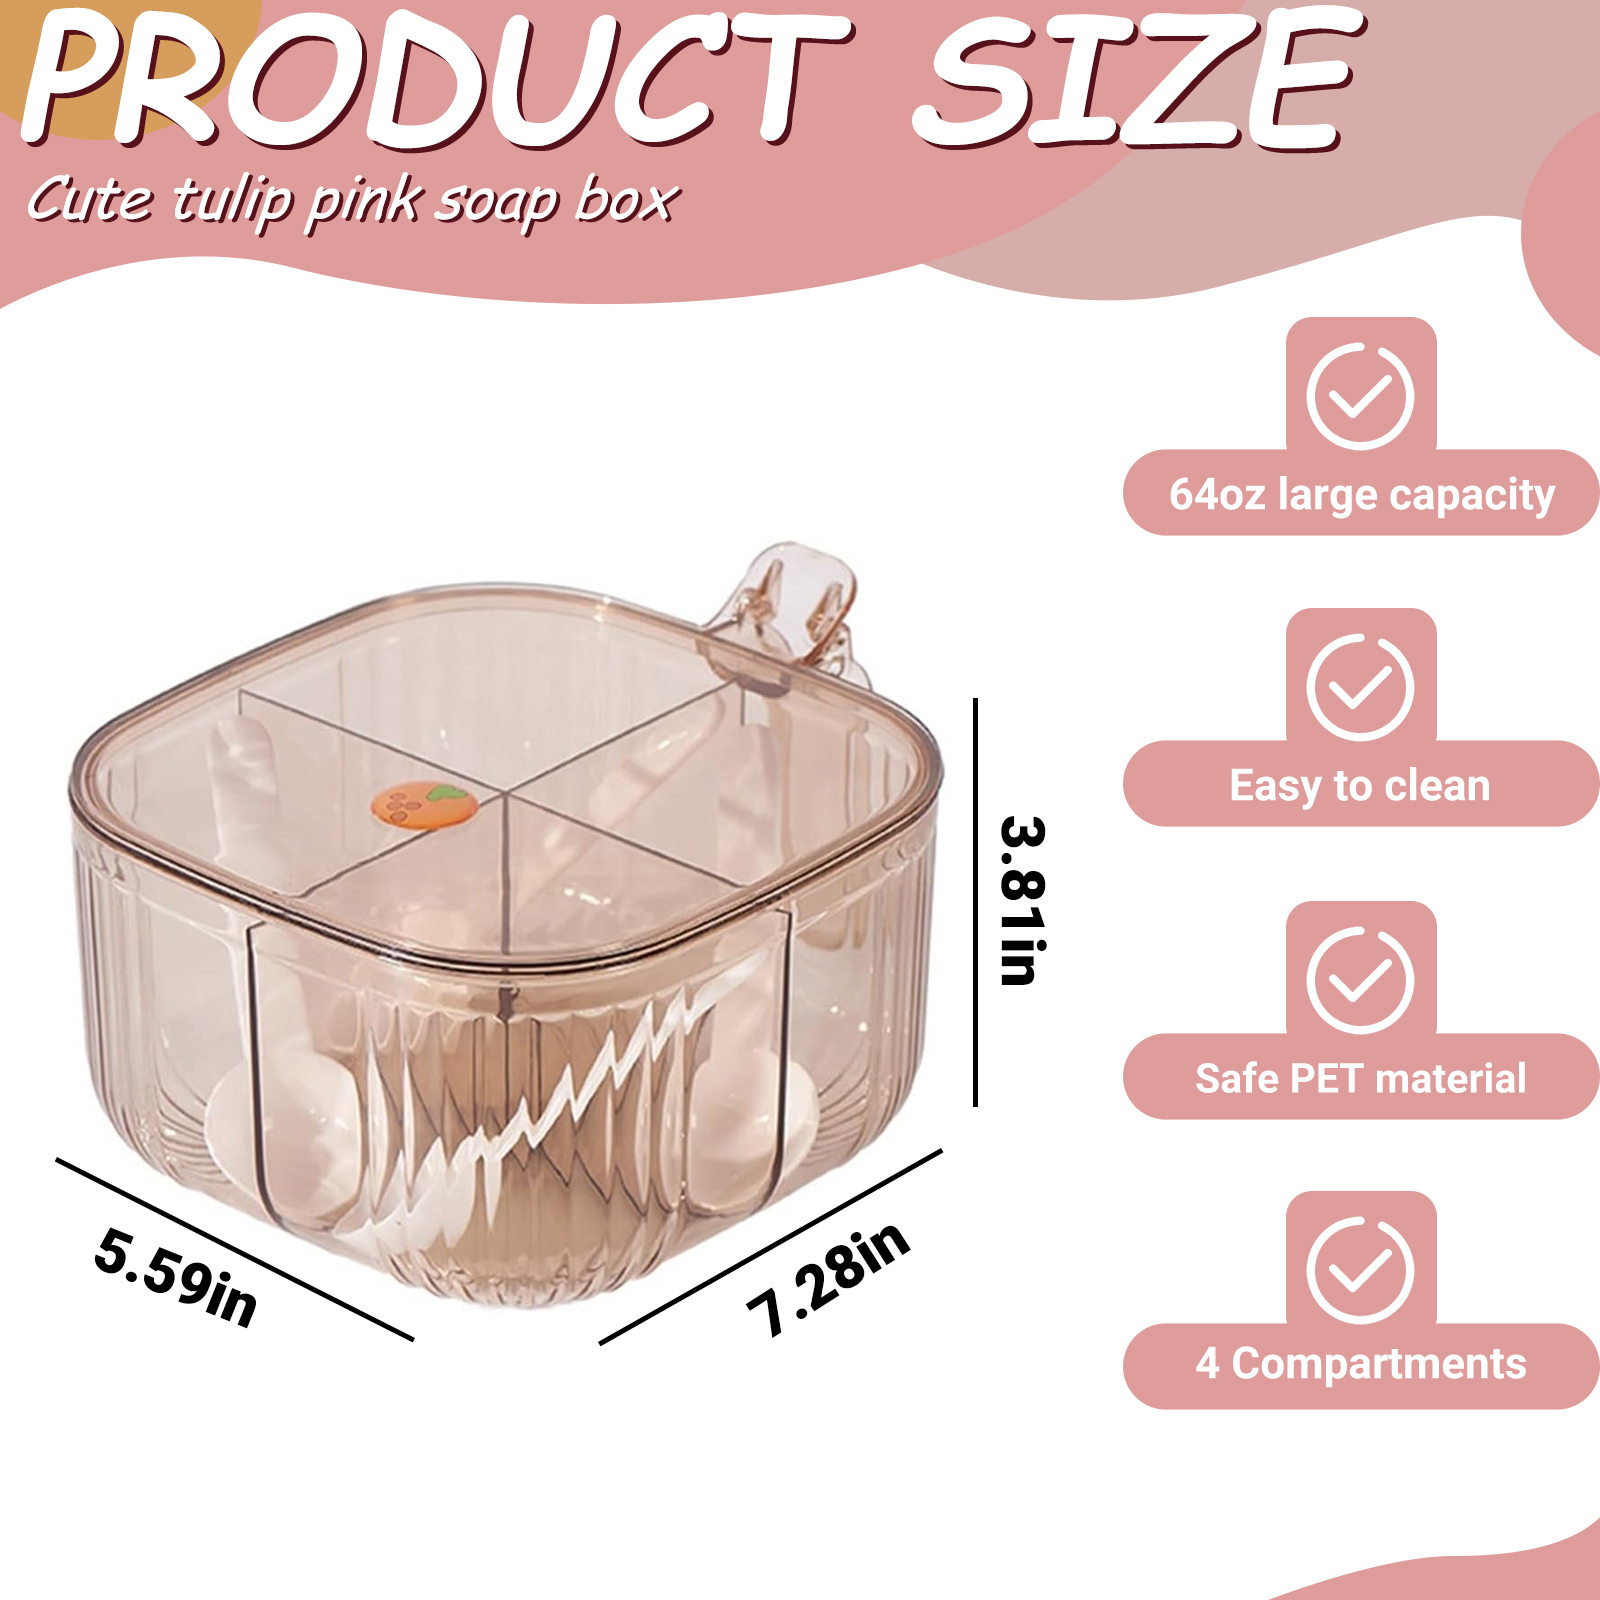 PRODUCT SIZE
Cute tulip pink soap box
64oz large capacity
Easy to clean
3.81in
Safe PET material
5.59in
7.28in
4 Compartments